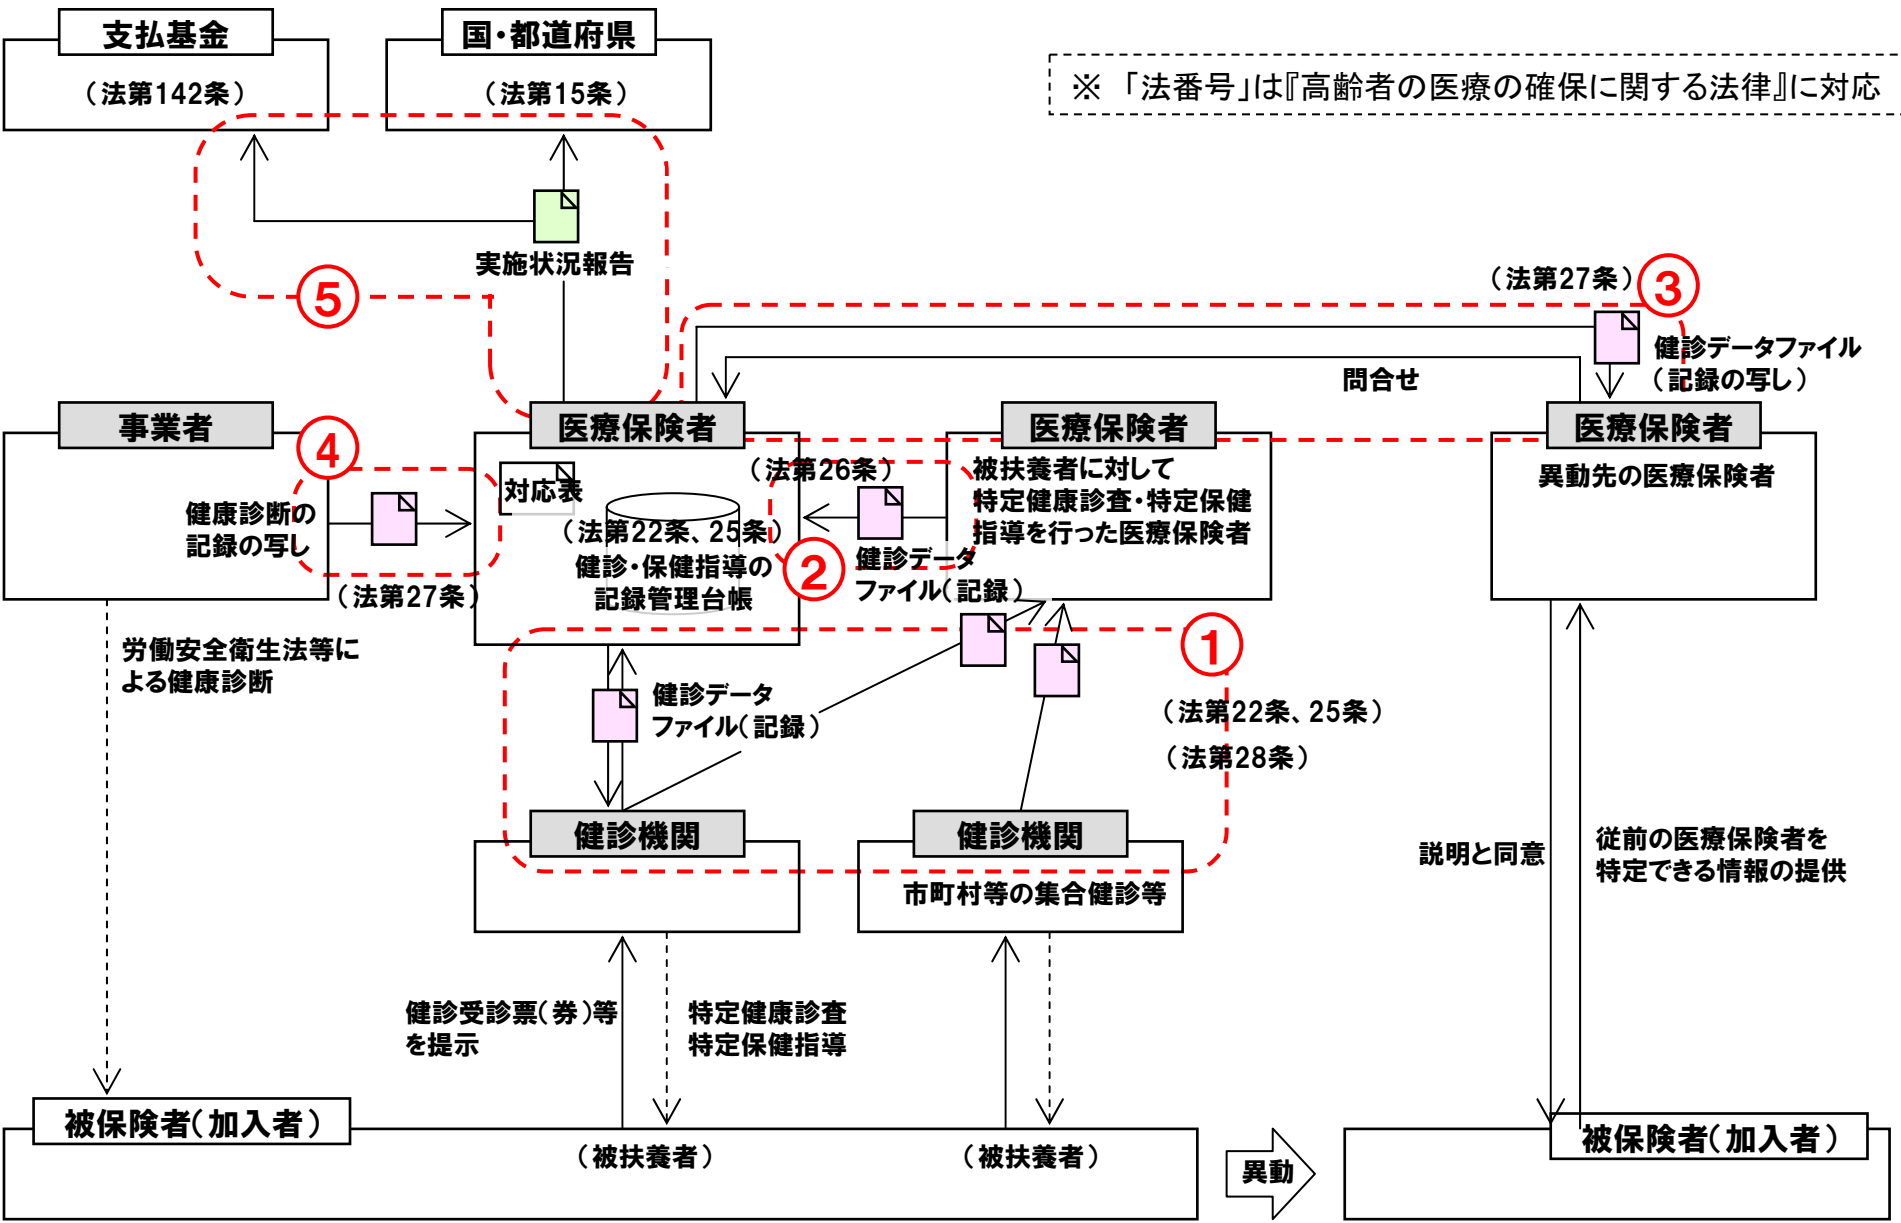 支払基金
(法第142条)
国・都道府県
(法第15条)
※ 「法番号」は『高齢者の医療の確保に関する法律』に対応
実施状況報告
⑤
(法第27条)
③
健診データファイル
(記録の写し)
問合せ
事業者
④
健康診断の
記録の写し
(法第27条)
医療保険者
対応表
(法第22条、25条)
健診・保健指導の
記録管理台帳
(法第26条)
②
健診データ
ファイル(記録)
医療保険者
被扶養者に対して
特定健康診査・特定保健
指導を行った医療保険者
医療保険者
異動先の医療保険者
労働安全衛生法等に
よる健康診断
健診データ
ファイル(記録)
①
(法第22条、25条)
(法第28条)
健診機関
健診機関
市町村等の集合健診等
説明と同意
従前の医療保険者を
特定できる情報の提供
健診受診票(券)等
を提示
特定健康診査
特定保健指導
被保険者(加入者)
(被扶養者)
(被扶養者)
異動
被保険者(加入者)